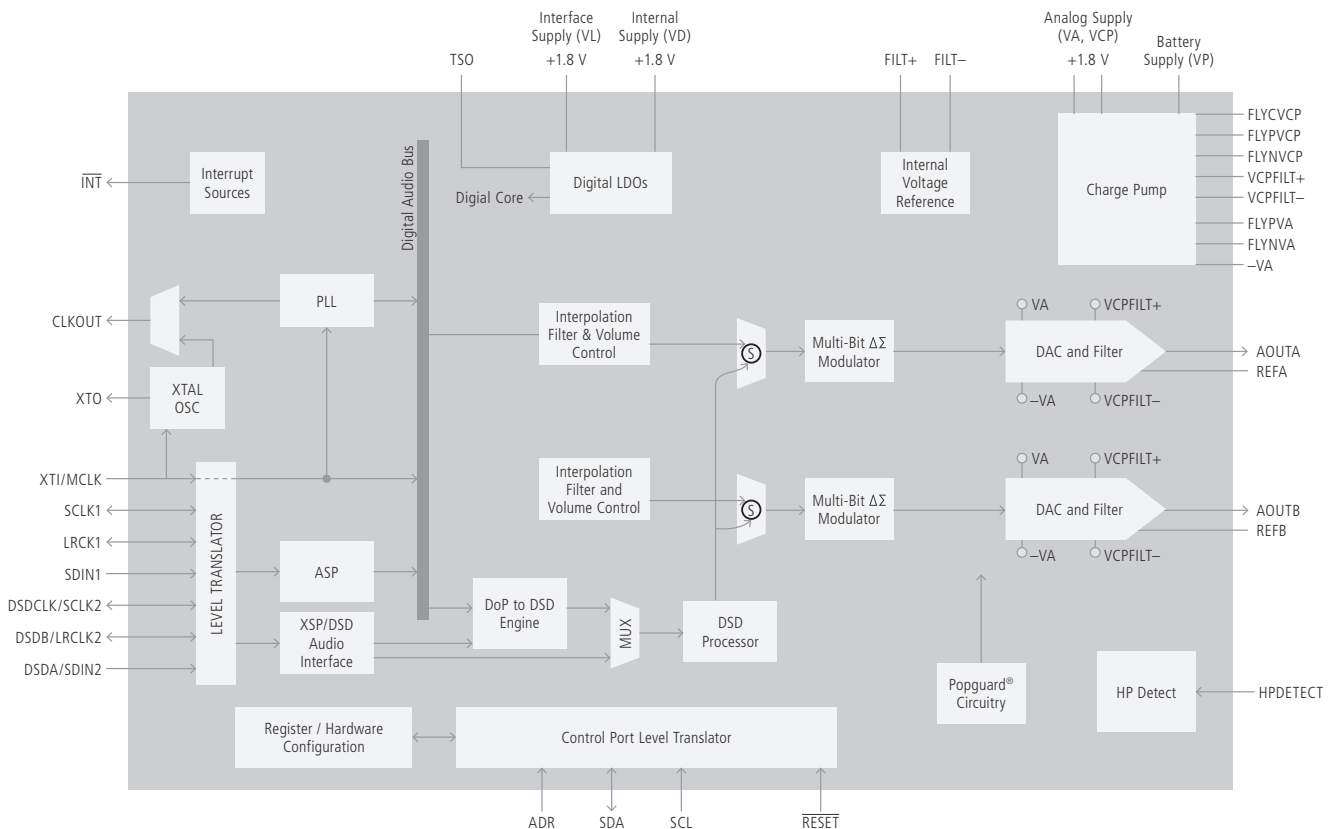 Interface
Supply (VL)
+1.8 V
Internal
Supply (VD)
+1.8 V
Analog Supply
(VA, VCP)
+1.8 V
Battery
Supply (VP)
TSO
FILT+
FILT–
FLYCVCP
FLYPVCP
FLYNVCP
VCPFILT+
VCPFILT–
FLYPVA
FLYNVA
–VA
INT
Interrupt
Sources
Digital Audio Bus
Digital LDOs
Digial Core
Internal
Voltage
Reference
Charge Pump
CLKOUT
PLL
XTO
XTAL
OSC
Interpolation
Filter & Volume
Control
S
Multi-Bit ΔΣ
Modulator
VA
VCPFILT+
DAC and Filter
–VA
VCPFILT–
AOUTA
REFA
XTI/MCLK
SCLK1
LRCK1
SDIN1
DSDCLK/SCLK2
DSDB/LRCLK2
DSDA/SDIN2
LEVEL TRANSLATOR
Interpolation
Filter and
Volume Control
S
Multi-Bit ΔΣ
Modulator
VA
VCPFILT+
DAC and Filter
–VA
VCPFILT–
AOUTB
REFB
ASP
XSP/DSD
Audio
Interface
DoP to DSD
Engine
MUX
DSD
Processor
Popguard®
Circuitry
HP Detect
HPDETECT
Register / Hardware
Configuration
Control Port Level Translator
ADR
SDA
SCL
RESET